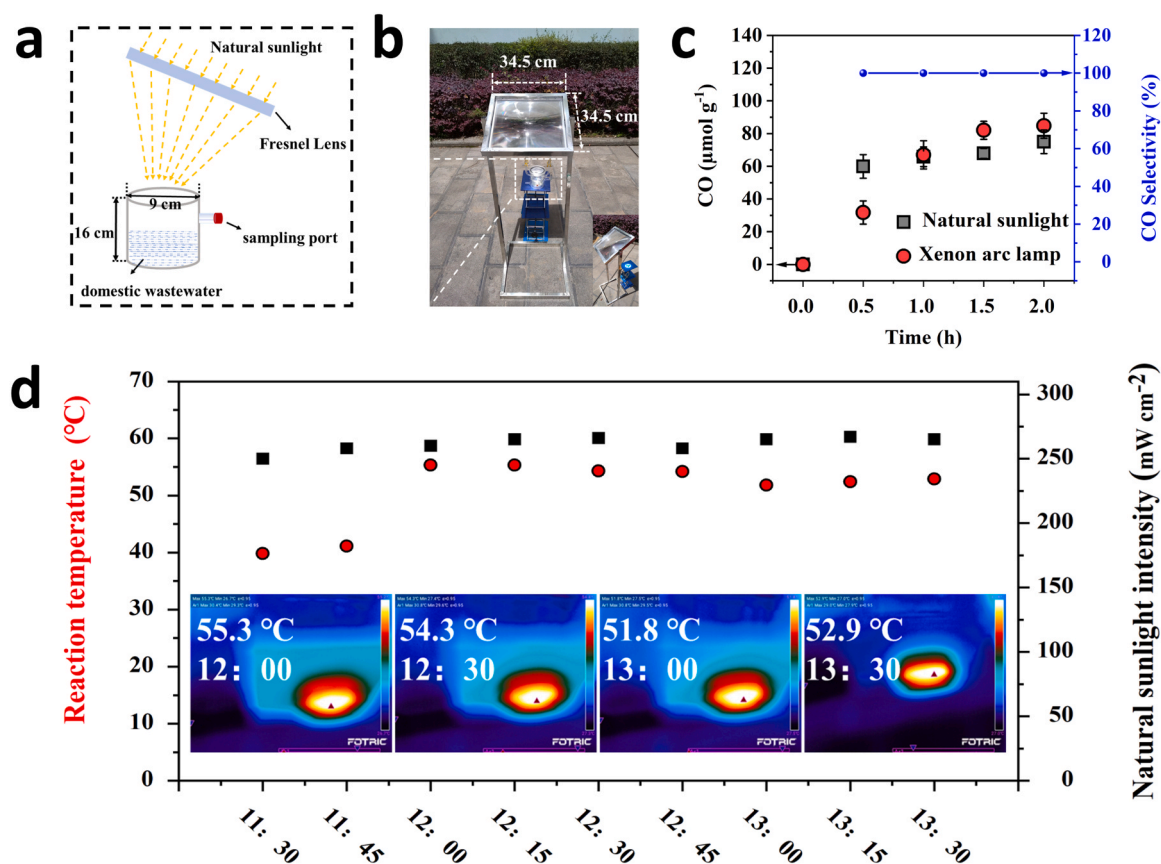 a
Natural sunlight
Fresnel Lens
9 cm
16 cm
sampling port
domestic wastewater
b
34.5 cm
34.5 cm
c
CO (μmol g⁻¹)
140
120
100
80
60
40
20
0
0.0
0.5
1.0
1.5
2.0
Time (h)
Natural sunlight
Xenon arc lamp
100
80
60
40
20
0
CO Selectivity (%)
d
Reaction temperature (℃)
70
60
50
40
30
20
10
0
55.3 ℃
12：00
FOTRIC
54.3 ℃
12：30
FOTRIC
51.8 ℃
13：00
FOTRIC
52.9 ℃
13：30
FOTRIC
300
250
200
150
100
50
0
Natural sunlight intensity (mW cm⁻²)
11：30
11：45
12：00
12：15
12：30
12：45
13：00
13：15
13：30